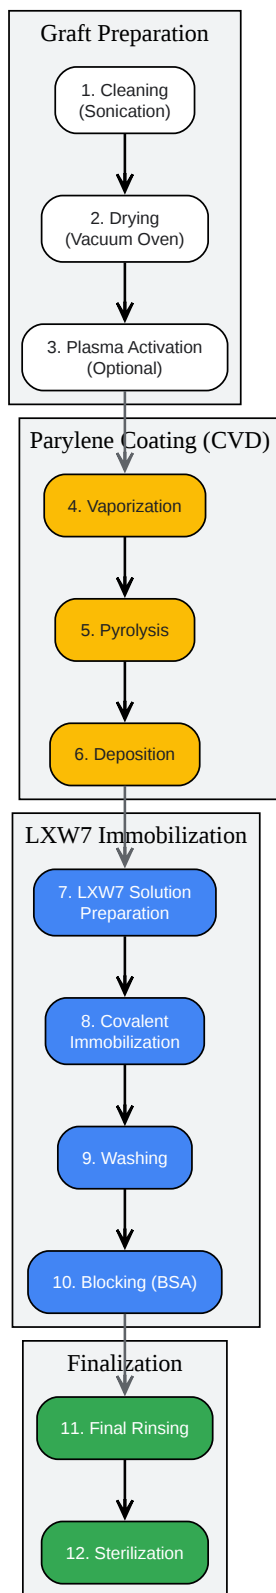 Graft Preparation
1. Cleaning
(Sonication)
2. Drying
(Vacuum Oven)
3. Plasma Activation
(Optional)
Parylene Coating (CVD)
4. Vaporization
5. Pyrolysis
6. Deposition
LXW7 Immobilization
7. LXW7 Solution
Preparation
8. Covalent
Immobilization
9. Washing
10. Blocking (BSA)
Finalization
11. Final Rinsing
12. Sterilization